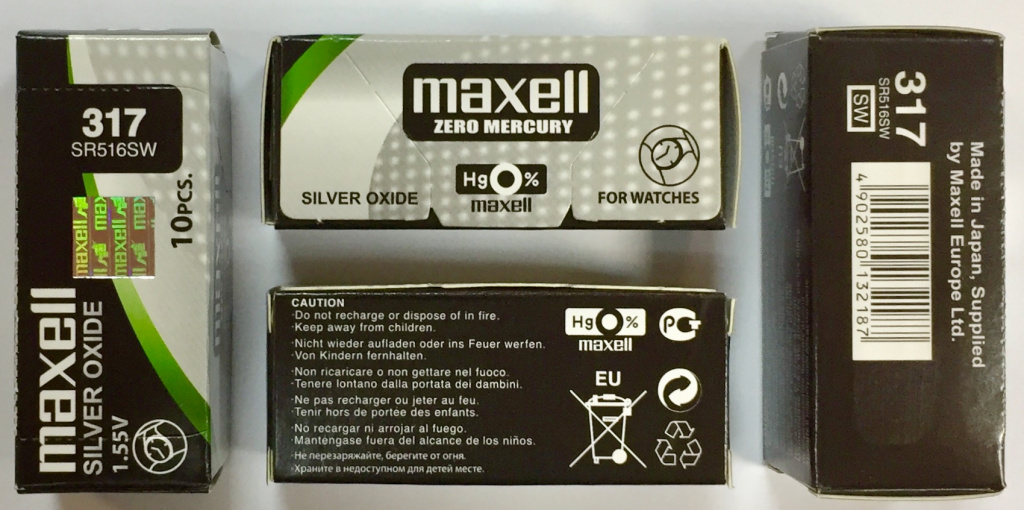 317
SR516SW
10PCS.
maxell
SILVER OXIDE
1.55V
maxell
ZERO MERCURY
Hg 0%
maxell
SILVER OXIDE
FOR WATCHES
CAUTION
·Do not recharge or dispose of in fire.
·Keep away from children.
·Nicht wieder aufladen oder ins Feuer werfen.
·Von Kindern fernhalten.
·Non ricaricare o non gettare nel fuoco.
·Tenere lontano dalla portata dei dambini.
·Ne pas recharger ou jeter au feu.
·Tenir hors de portée des enfants.
·No recargar ni arrojar al fuego.
·Manténgase fuera del alcance de los niños.
·Не перезаряжайте, берегите от огня.
·Храните в недоступном для детей месте.
Hg 0%
maxell
EU
317
SR516SW
SW
4 902580 132187
Made in Japan, Supplied
by Maxell Europe Ltd.